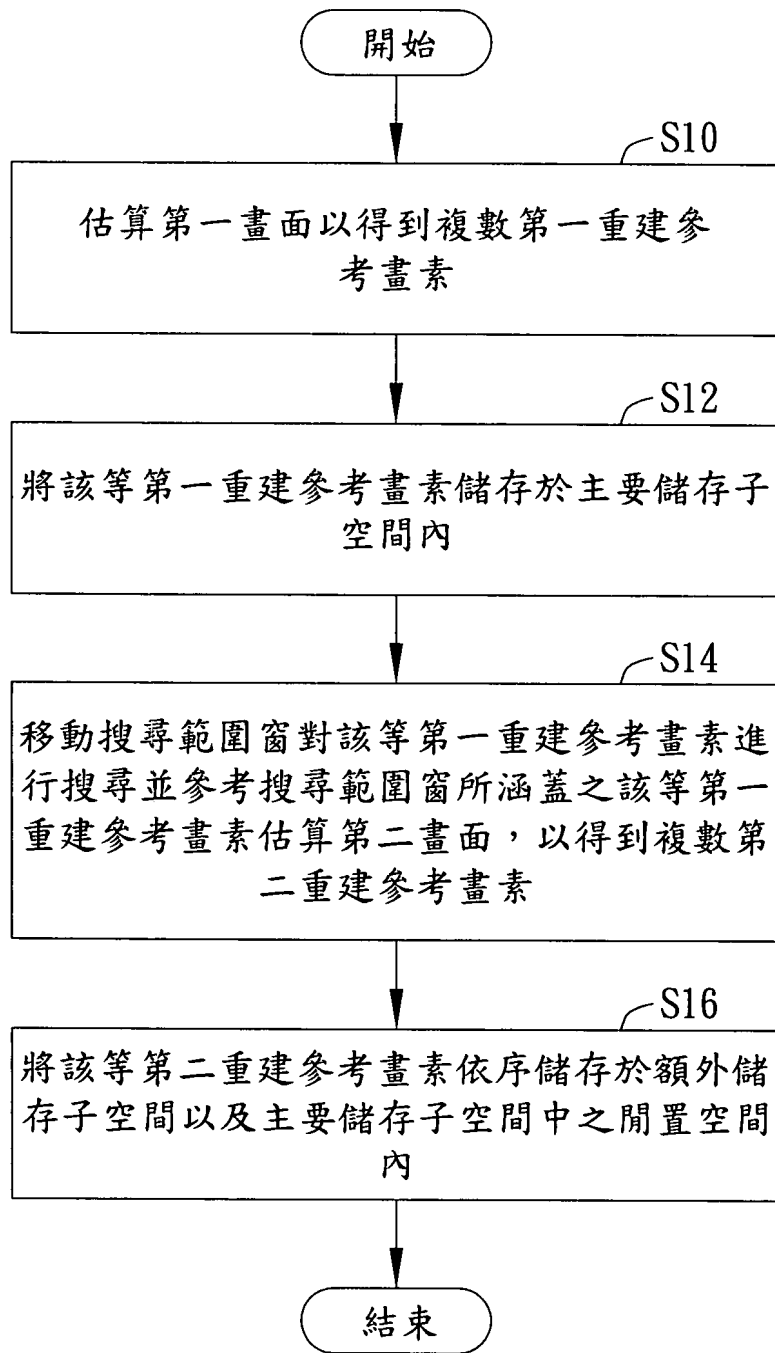 開始
S10
估算第一畫面以得到複數第一重建參
考畫素
S12
將該等第一重建參考畫素儲存於主要儲存子
空間內
S14
移動搜尋範圍窗對該等第一重建參考畫素進
行搜尋並參考搜尋範圍窗所涵蓋之該等第一
重建參考畫素估算第二畫面，以得到複數第
二重建參考畫素
S16
將該等第二重建參考畫素依序儲存於額外儲
存子空間以及主要儲存子空間中之閒置空間
內
結束